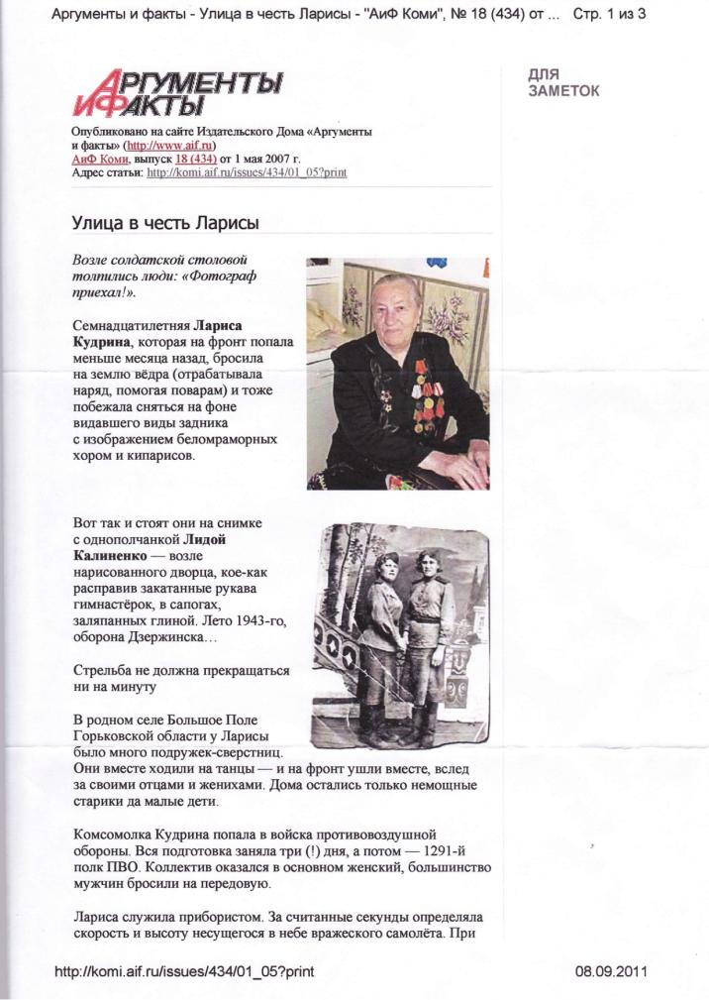 Аргументы и факты - Улица в честь Ларисы - "АиФ Коми", № 18 (434) от ... Стр. 1 из 3
АРГУМЕНТЫ
И ФАКТЫ
ДЛЯ
ЗАМЕТОК
Опубликовано на сайте Издательского Дома «Аргументы
и факты» (http://www.aif.ru)
АиФ Коми, выпуск 18 (434) от 1 мая 2007 г.
Адрес статьи: http://komi.aif.ru/issues/434/01_05?print
Улица в честь Ларисы
Возле солдатской столовой
толпились люди: «Фотограф
приехал!».
Семнадцатилетняя Лариса
Кудрина, которая на фронт попала
меньше месяца назад, бросила
на землю вёдра (отрабатывала
наряд, помогая поварам) и тоже
побежала сняться на фоне
видавшего виды задника
с изображением беломраморных
хором и кипарисов.
Вот так и стоят они на снимке
с однополчанкой Лидой
Калиненко — возле
нарисованного дворца, кое-как
расправив закатанные рукава
гимнастёрок, в сапогах,
заляпанных глиной. Лето 1943-го,
оборона Дзержинска…
Стрельба не должна прекращаться
ни на минуту
В родном селе Большое Поле
Горьковской области у Ларисы
было много подружек-сверстниц.
Они вместе ходили на танцы — и на фронт ушли вместе, вслед
за своими отцами и женихами. Дома остались только немощные
старики да малые дети.
Комсомолка Кудрина попала в войска противовоздушной
обороны. Вся подготовка заняла три (!) дня, а потом — 1291-й
полк ПВО. Коллектив оказался в основном женский, большинство
мужчин бросили на передовую.
Лариса служила прибористом. За считанные секунды определяла
скорость и высоту несущегося в небе вражеского самолёта. При
http://komi.aif.ru/issues/434/01_05?print 08.09.2011